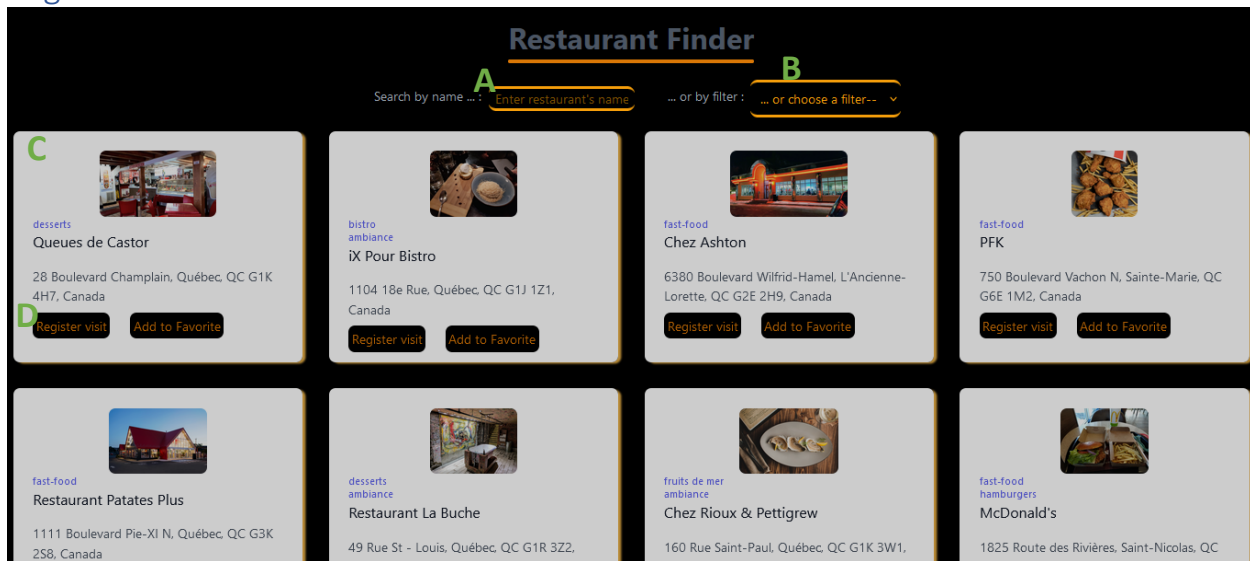 Restaurant Finder
A
B
Search by name ... : Enter restaurant's name ... or by filter : ... or choose a filter--
C
desserts
Queues de Castor
28 Boulevard Champlain, Québec, QC G1K
4H7, Canada
D
Register visit Add to Favorite
bistro
ambiance
iX Pour Bistro
1104 18e Rue, Québec, QC G1J 1Z1,
Canada
Register visit Add to Favorite
fast-food
Chez Ashton
6380 Boulevard Wilfrid-Hamel, L'Ancienne-
Lorette, QC G2E 2H9, Canada
Register visit Add to Favorite
fast-food
PFK
750 Boulevard Vachon N, Sainte-Marie, QC
G6E 1M2, Canada
Register visit Add to Favorite
fast-food
Restaurant Patates Plus
1111 Boulevard Pie-XI N, Québec, QC G3K
2S8, Canada
desserts
ambiance
Restaurant La Buche
49 Rue St - Louis, Québec, QC G1R 3Z2,
fruits de mer
ambiance
Chez Rioux & Pettigrew
160 Rue Saint-Paul, Québec, QC G1K 3W1,
fast-food
hamburgers
McDonald's
1825 Route des Rivières, Saint-Nicolas, QC